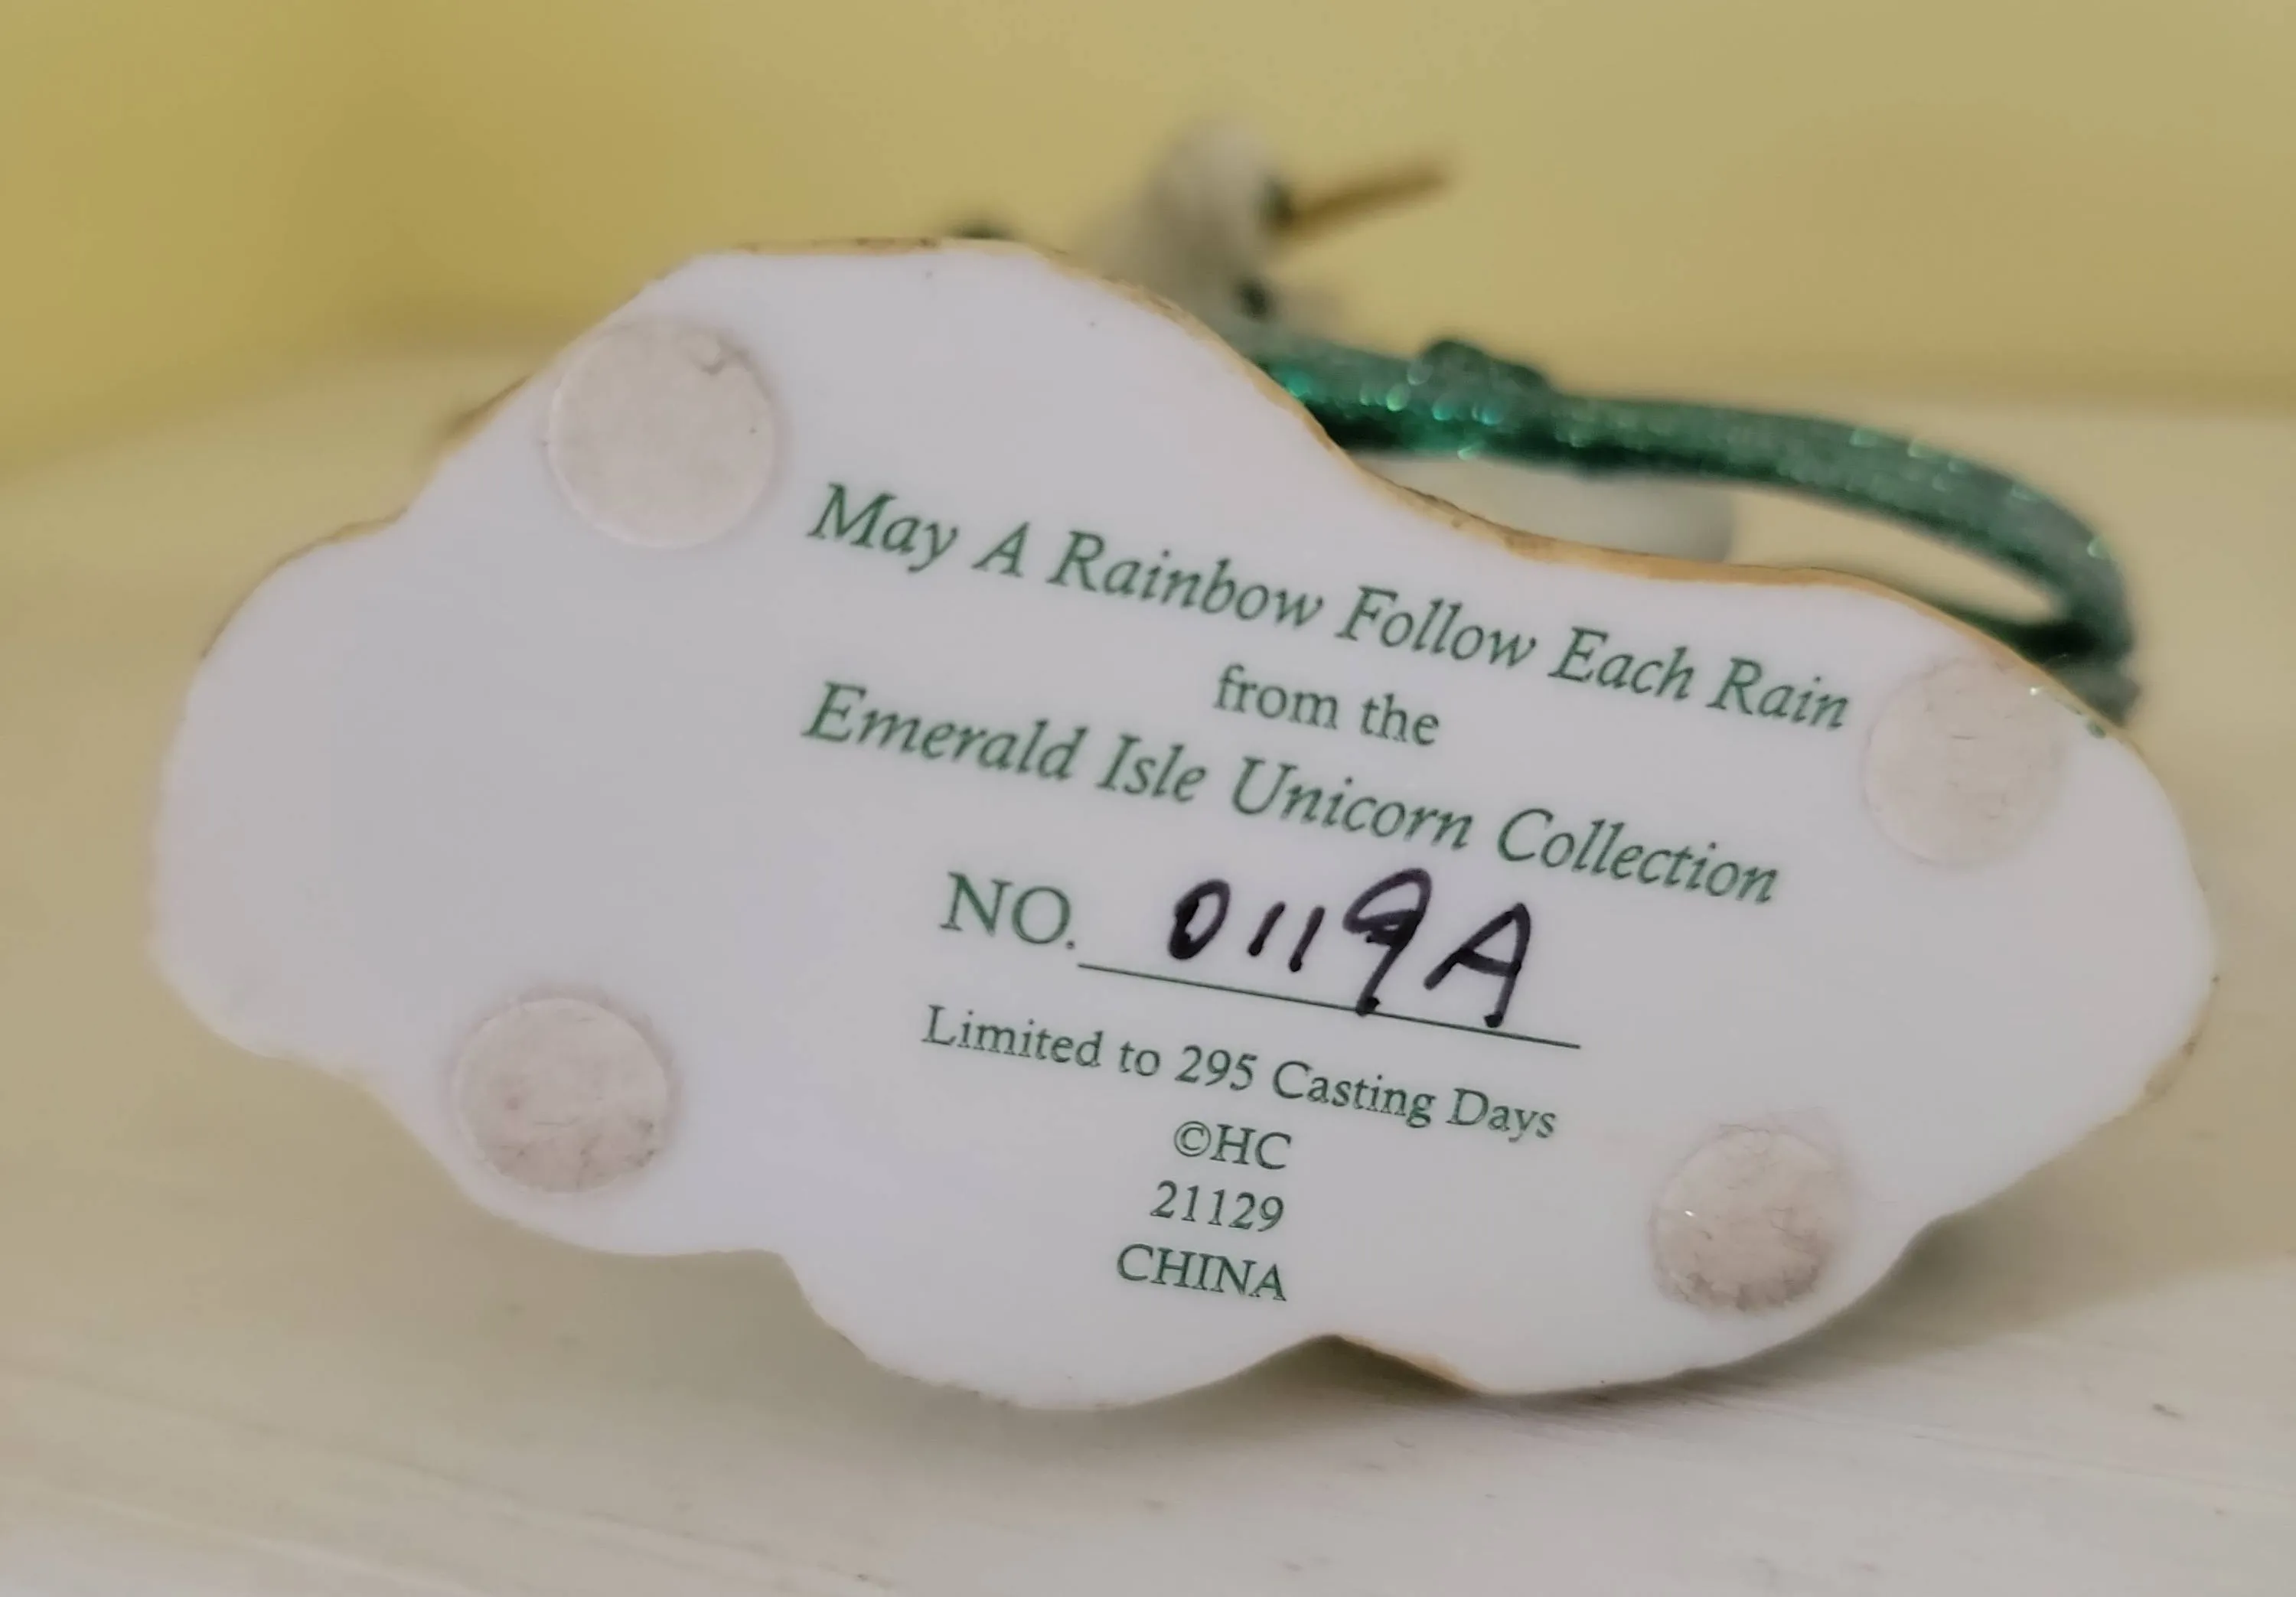 May A Rainbow Follow Each Rain
from the
Emerald Isle Unicorn Collection
NO. 0119A
Limited to 295 Casting Days
©HC
21129
CHINA